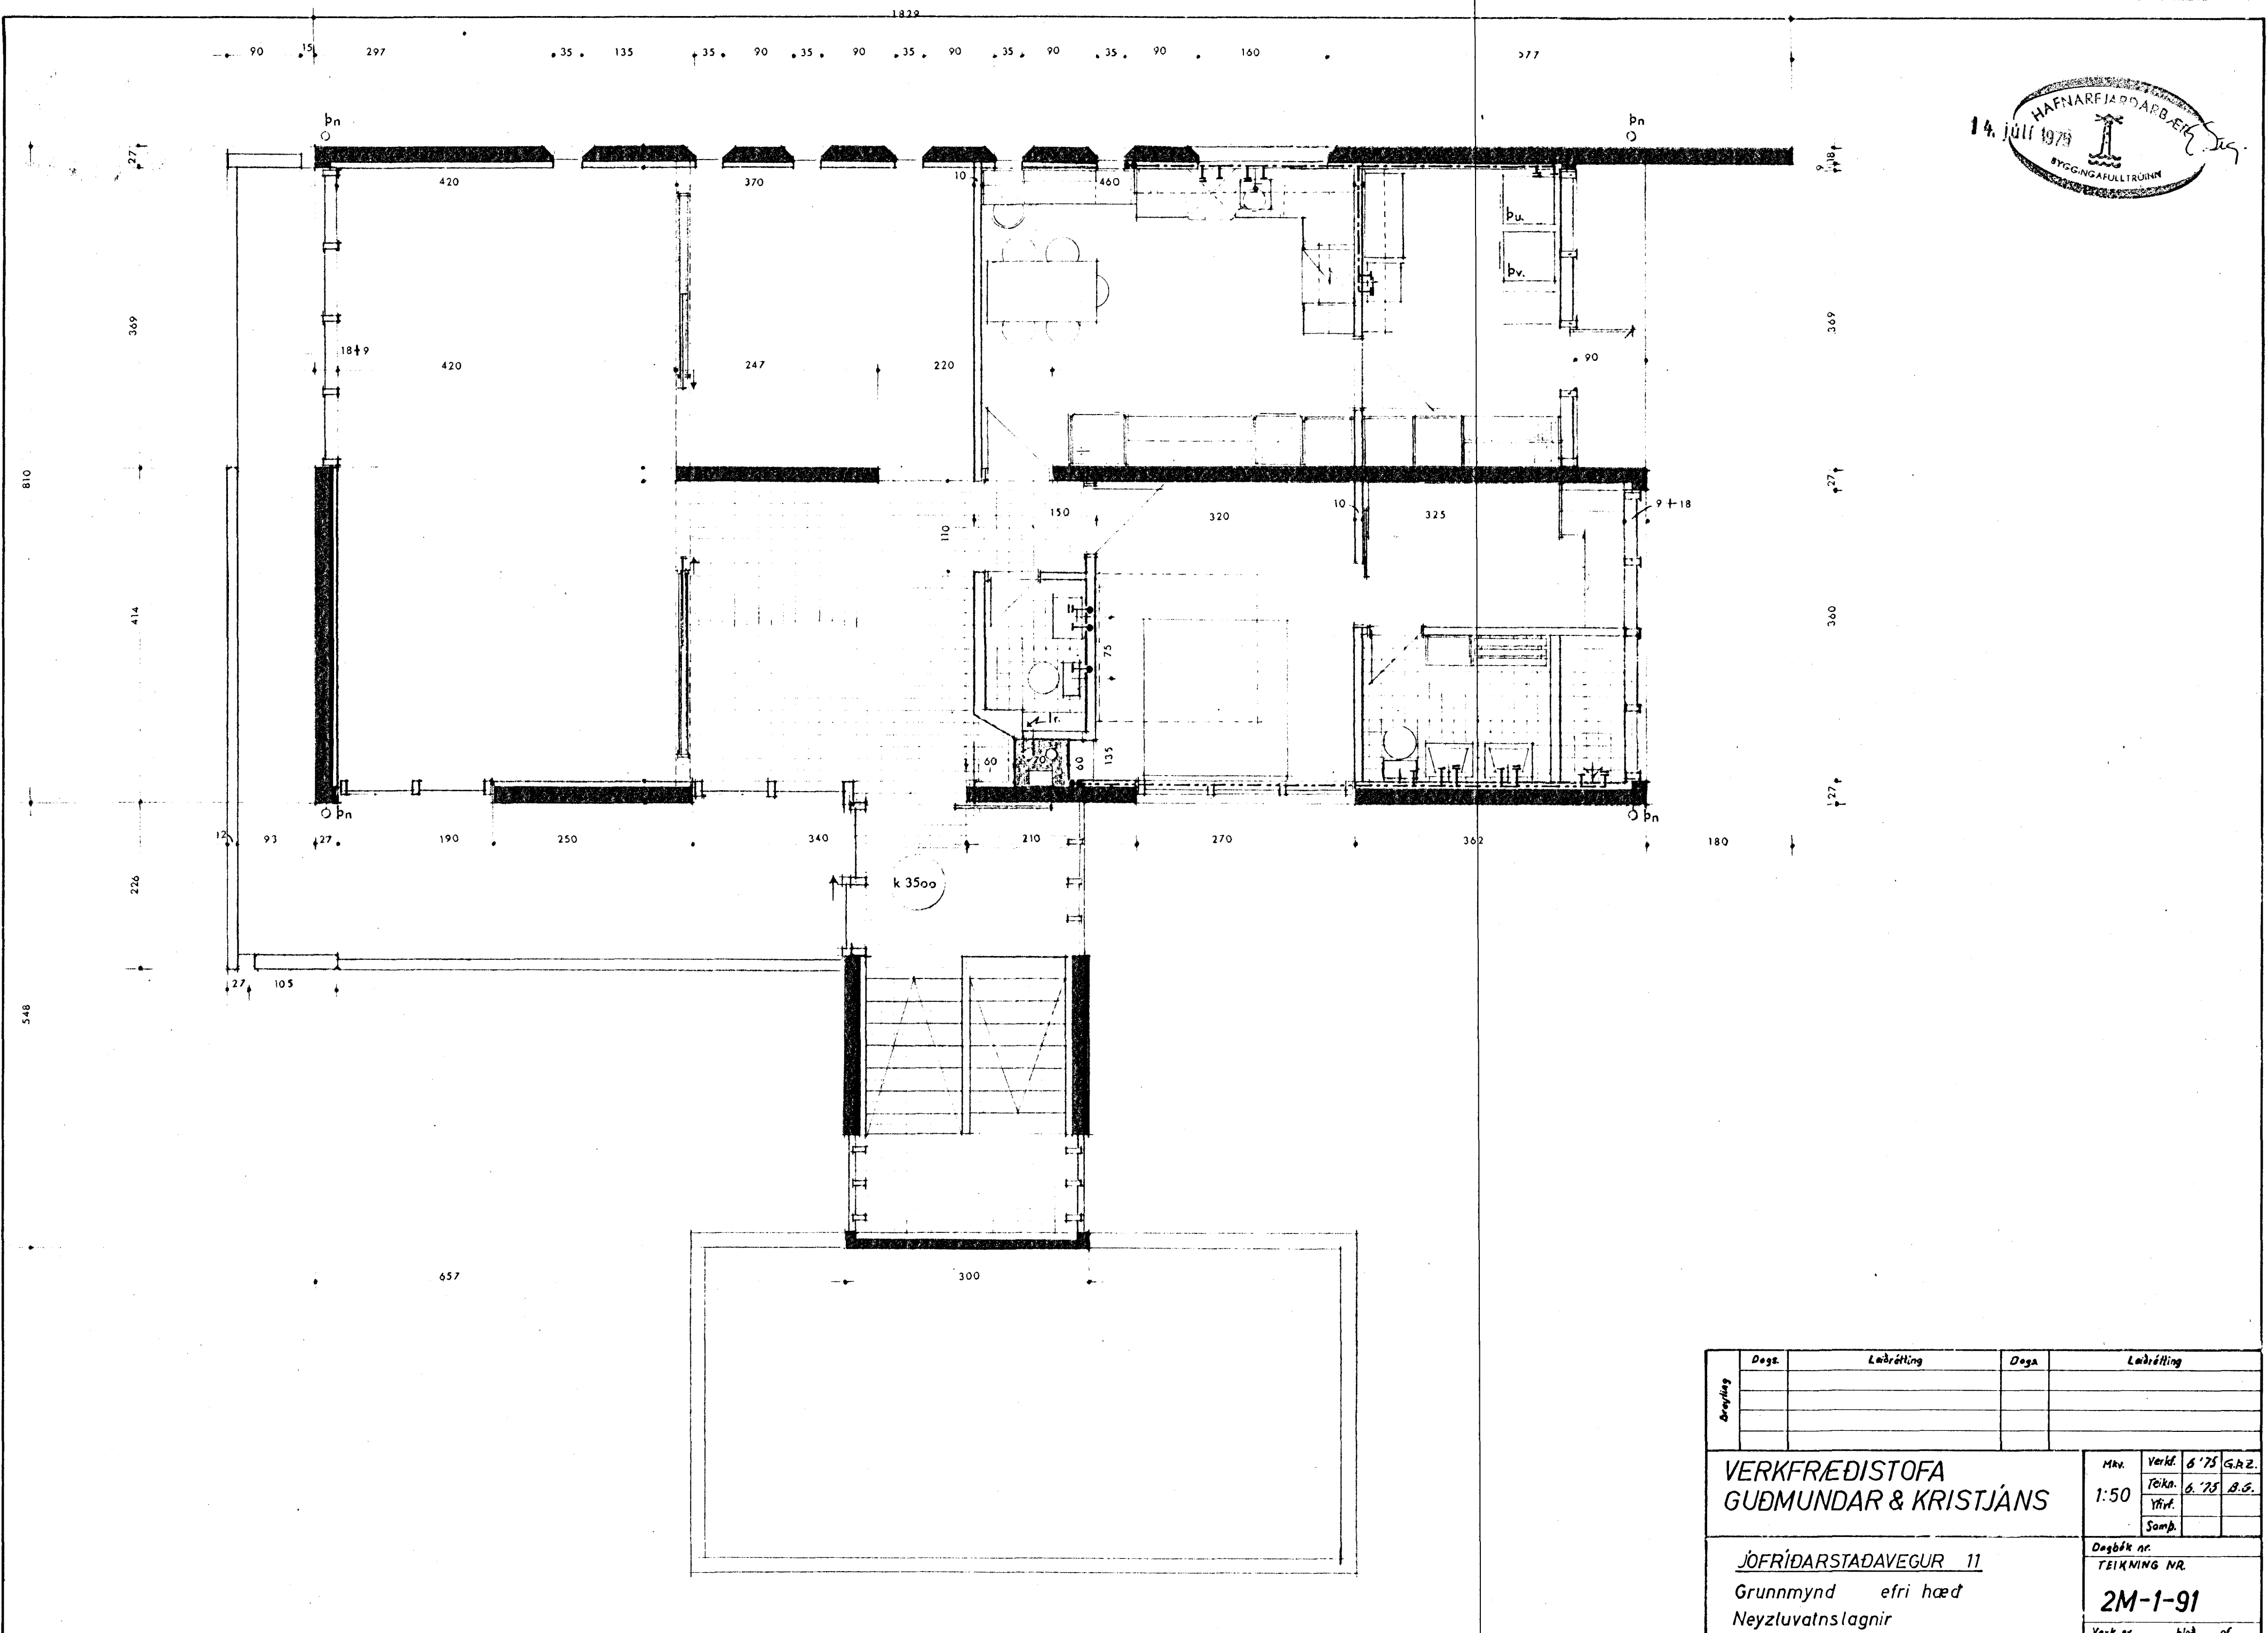 1829
90 15 297 35 135 35 90 35 90 35 90 35 90 35 90 160
HAFNARFJARÐARBÆR
14. júlí
BYGGINGAFULLTRÚINN
þn þn
27 9 18
420 370 10 460
þu.
þv.
369 369
18+9
420 247 220 90
810
27
150 320 10 325 9+18
110
414 75 360
lr.
60 70 60 135
27
þn þn
12 93 27 190 250 340 210 270 362 180
k 3500
226
27 105
548
657 300
Dags. Leiðrétting Dags. Leiðrétting
Breyting
VERKFRÆÐISTOFA
GUÐMUNDAR & KRISTJÁNS
Mkv.
1:50
Verkf. 6 '75
Teikn. 6. '75 B.G.
Yfirf.
Samþ.
JÓFRÍÐARSTAÐAVEGUR 11
Grunnmynd efri hæð
Neyzluvatnslagnir
Dagbók nr.
TEIKNING NR.
2M-1-91